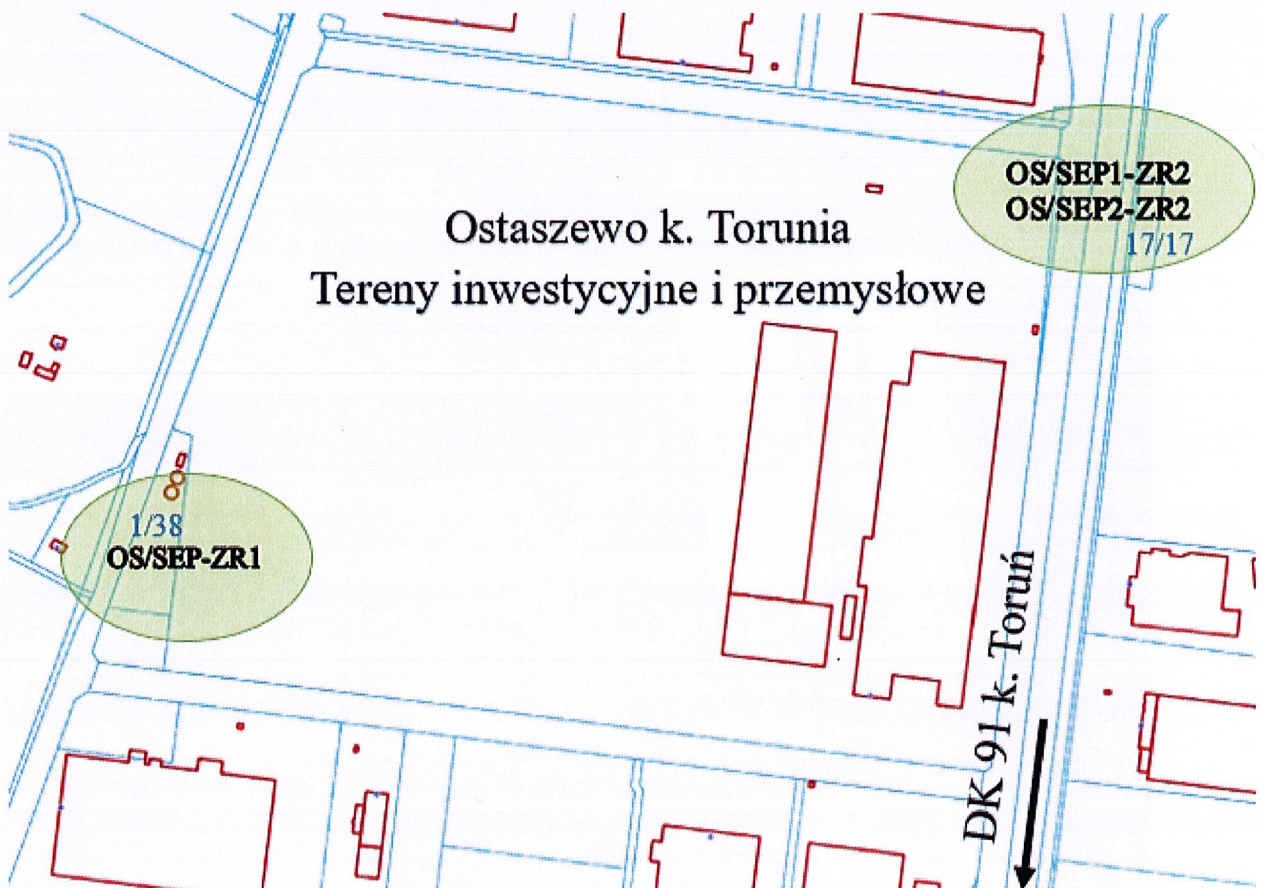 OS/SEP1-ZR2
OS/SEP2-ZR2
17/17
Ostaszewo k. Torunia
Tereny inwestycyjne i przemysłowe
1/38
OS/SEP-ZR1
DK 91 k. Toruń